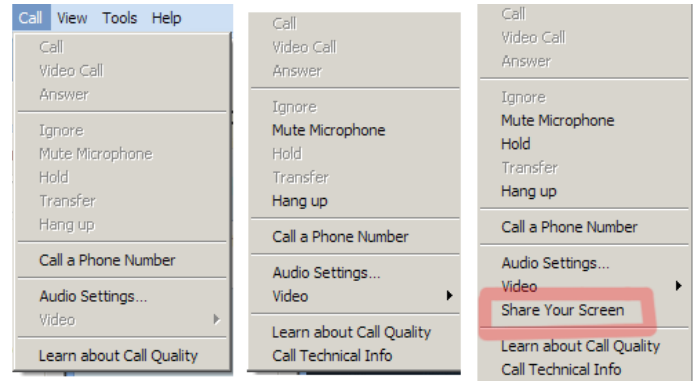 Call View Tools Help
Call
Video Call
Answer
Ignore
Mute Microphone
Hold
Transfer
Hang up
Call a Phone Number
Audio Settings...
Video
Learn about Call Quality
Call
Video Call
Answer
Ignore
Mute Microphone
Hold
Transfer
Hang up
Call a Phone Number
Audio Settings...
Video
Learn about Call Quality
Call Technical Info
Call
Video Call
Answer
Ignore
Mute Microphone
Hold
Transfer
Hang up
Call a Phone Number
Audio Settings...
Video
Share Your Screen
Learn about Call Quality
Call Technical Info